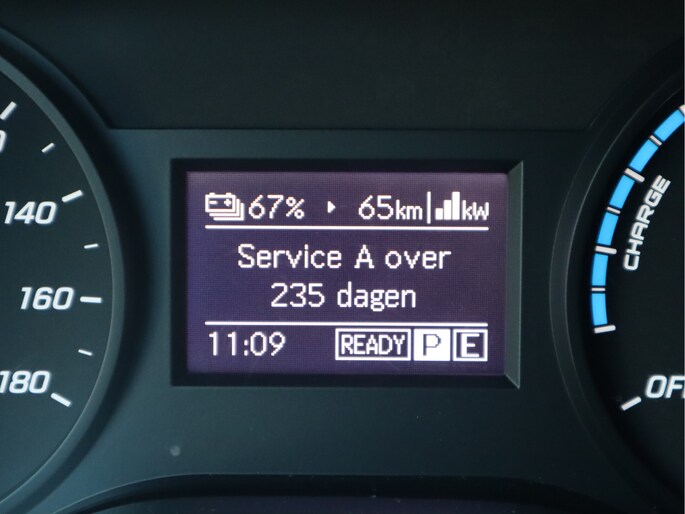 140
160
180
67% 65km kW
Service A over
235 dagen
11:09 READY P E
CHARGE